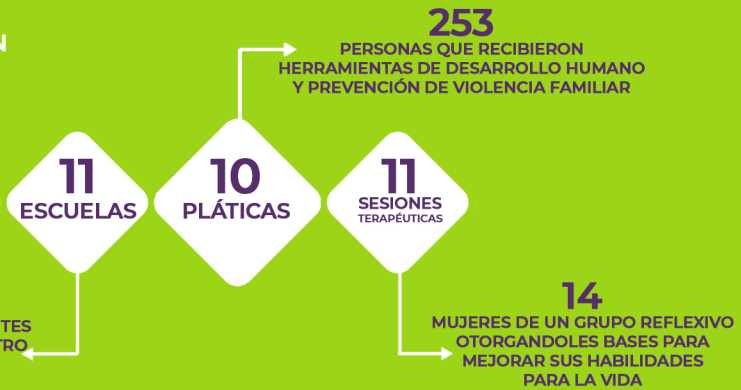 253
PERSONAS QUE RECIBIERON
HERRAMIENTAS DE DESARROLLO HUMANO
Y PREVENCIÓN DE VIOLENCIA FAMILIAR
11
ESCUELAS
10
PLÁTICAS
11
SESIONES
TERAPÉUTICAS
14
MUJERES DE UN GRUPO REFLEXIVO
OTORGANDOLES BASES PARA
MEJORAR SUS HABILIDADES
PARA LA VIDA